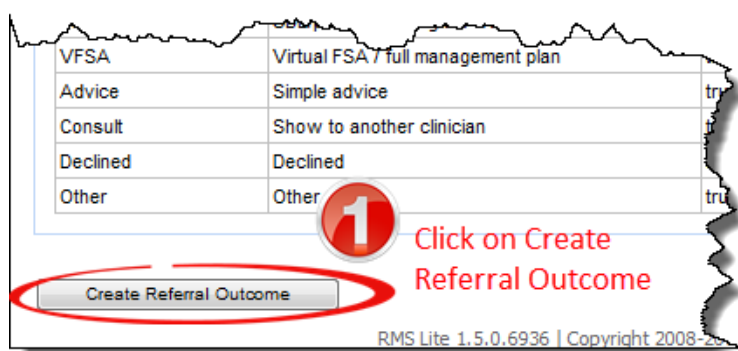 VFSA Virtual FSA / full management plan
Advice Simple advice
Consult Show to another clinician
Declined Declined
Other Other
1
Click on Create
Referral Outcome
Create Referral Outcome
RMS Lite 1.5.0.6936 | Copyright 2008-